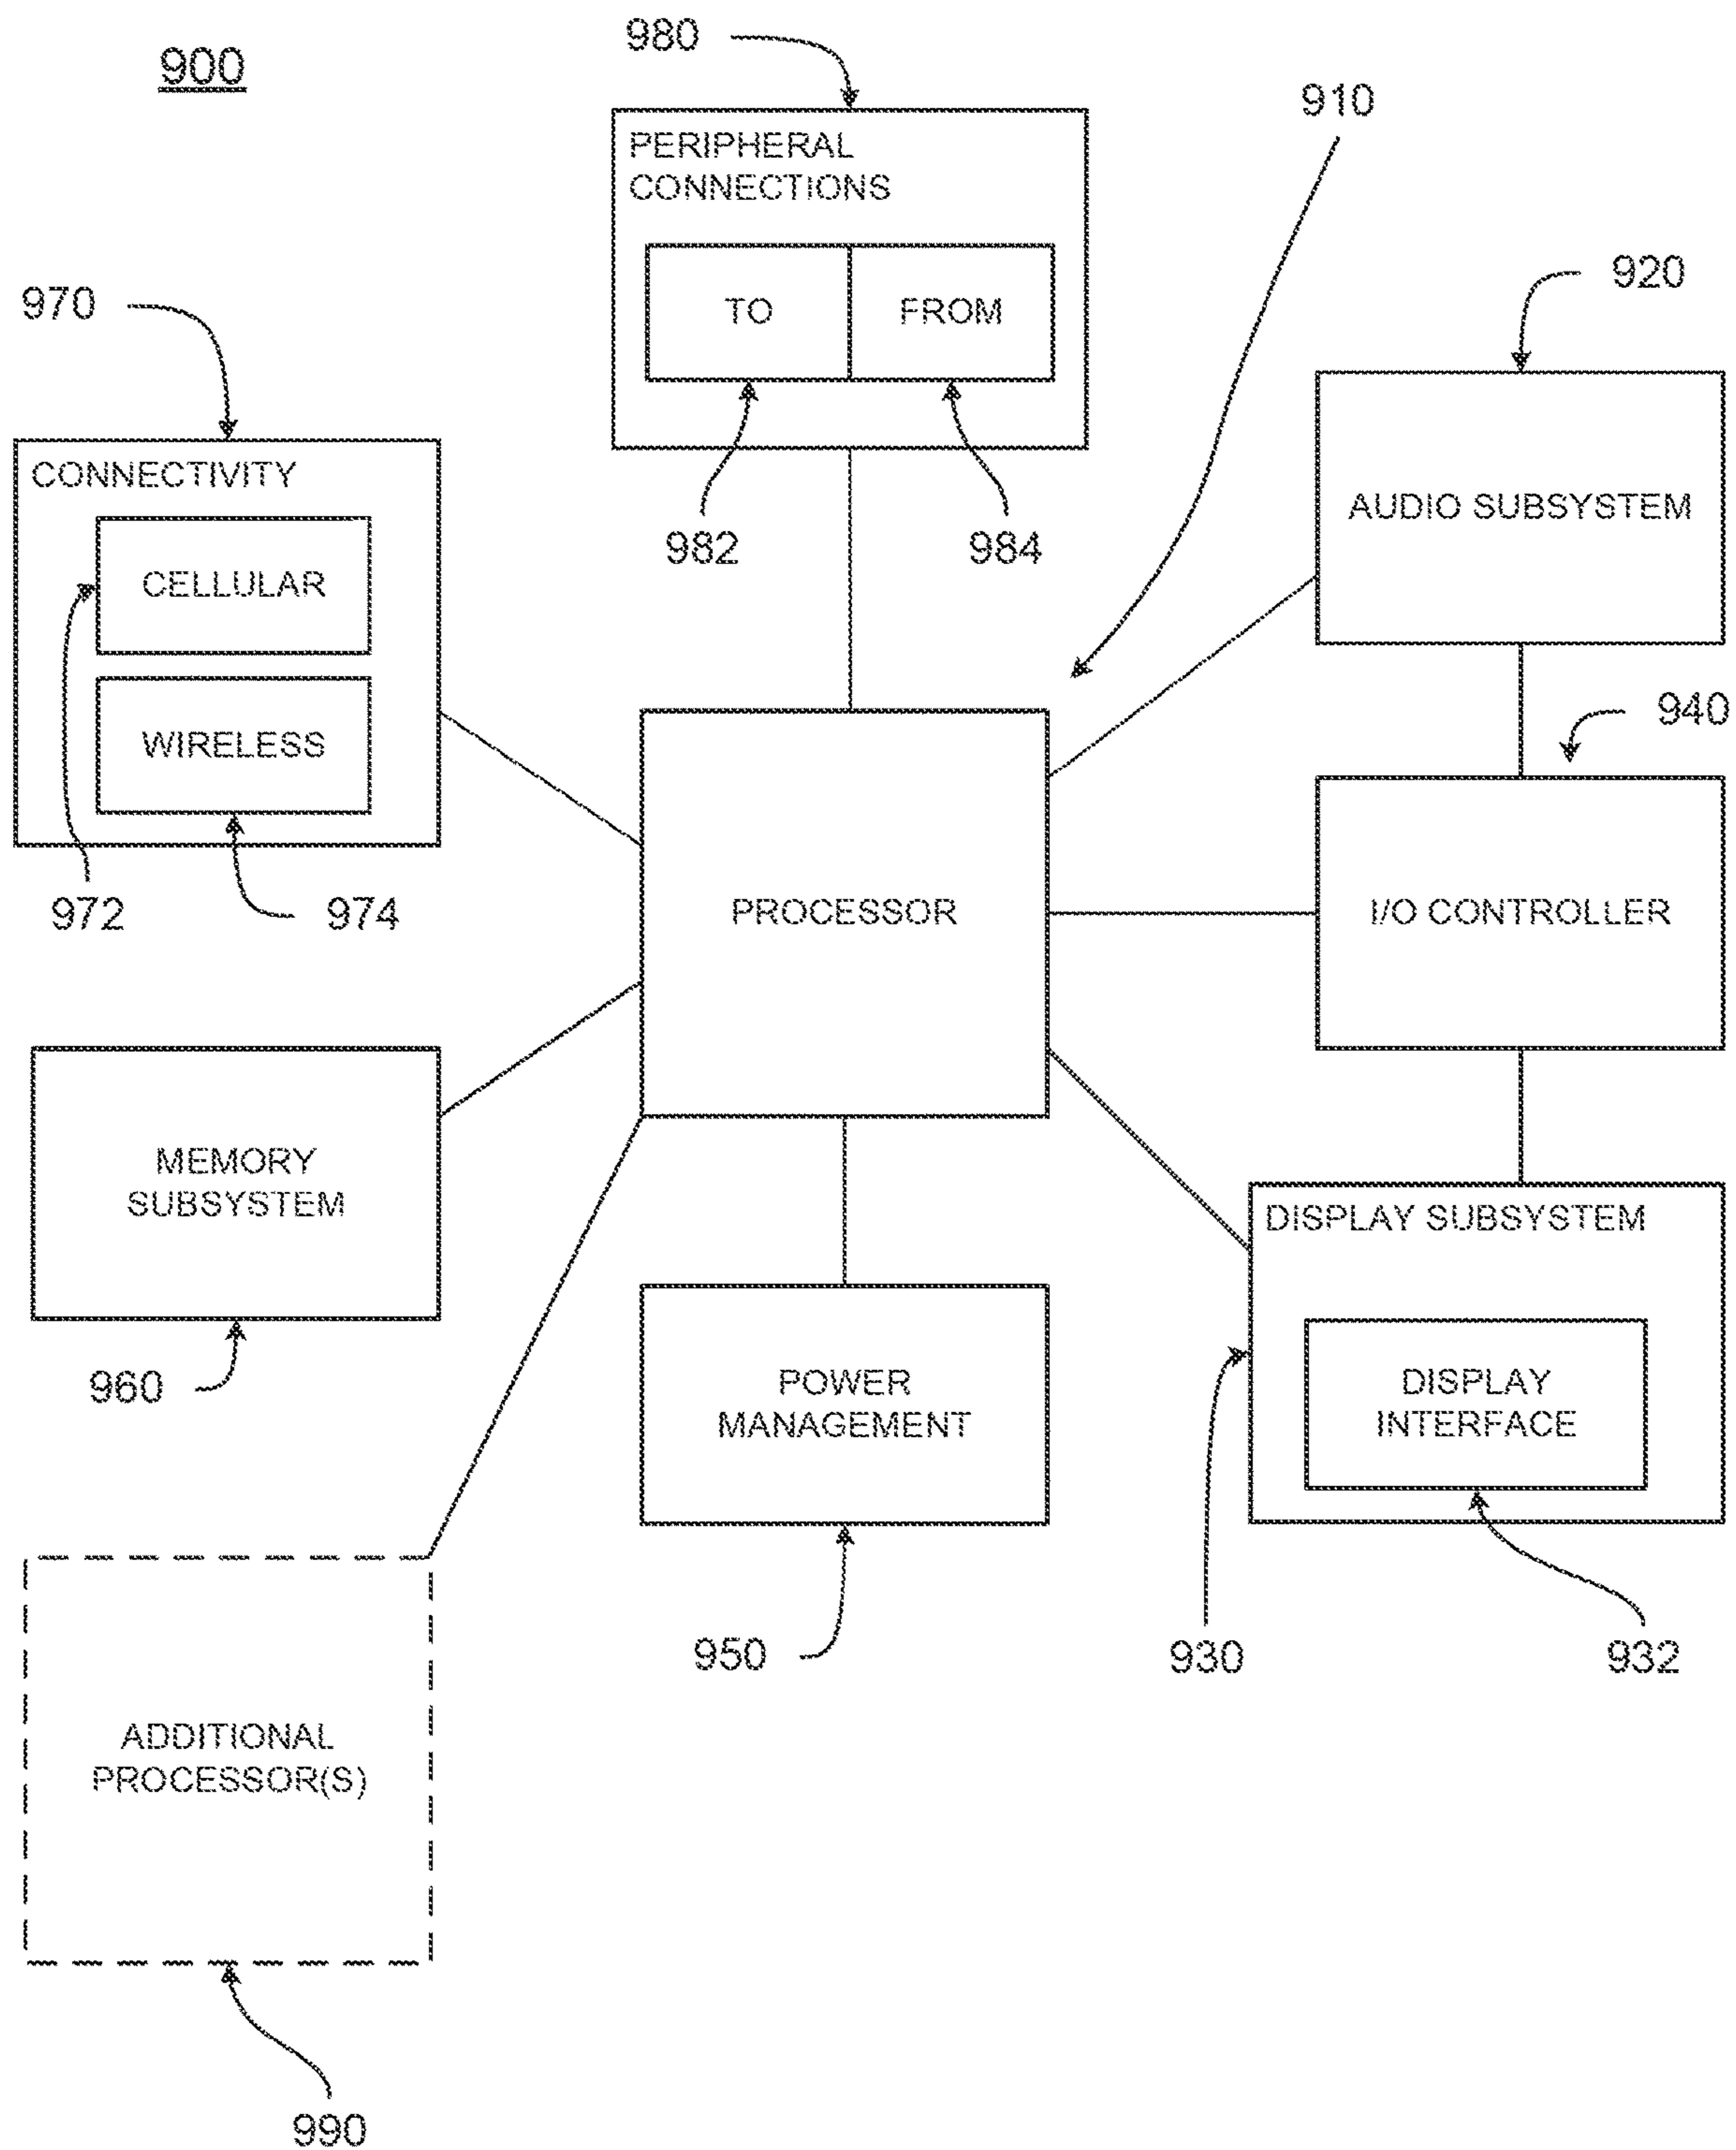 900
980
910
PERIPHERAL
CONNECTIONS
TO
FROM
982
984
970
CONNECTIVITY
CELLULAR
WIRELESS
972
974
920
AUDIO SUBSYSTEM
940
PROCESSOR
I/O CONTROLLER
MEMORY
SUBSYSTEM
960
POWER
MANAGEMENT
950
DISPLAY SUBSYSTEM
DISPLAY
INTERFACE
930
932
ADDITIONAL
PROCESSOR(S)
990